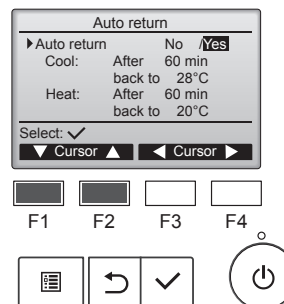 Auto return
Auto return No / Yes
Cool: After 60 min
back to 28°C
Heat: After 60 min
back to 20°C
Select: ✓
▼ Cursor ▲ ◀ Cursor ▶
F1 F2 F3 F4